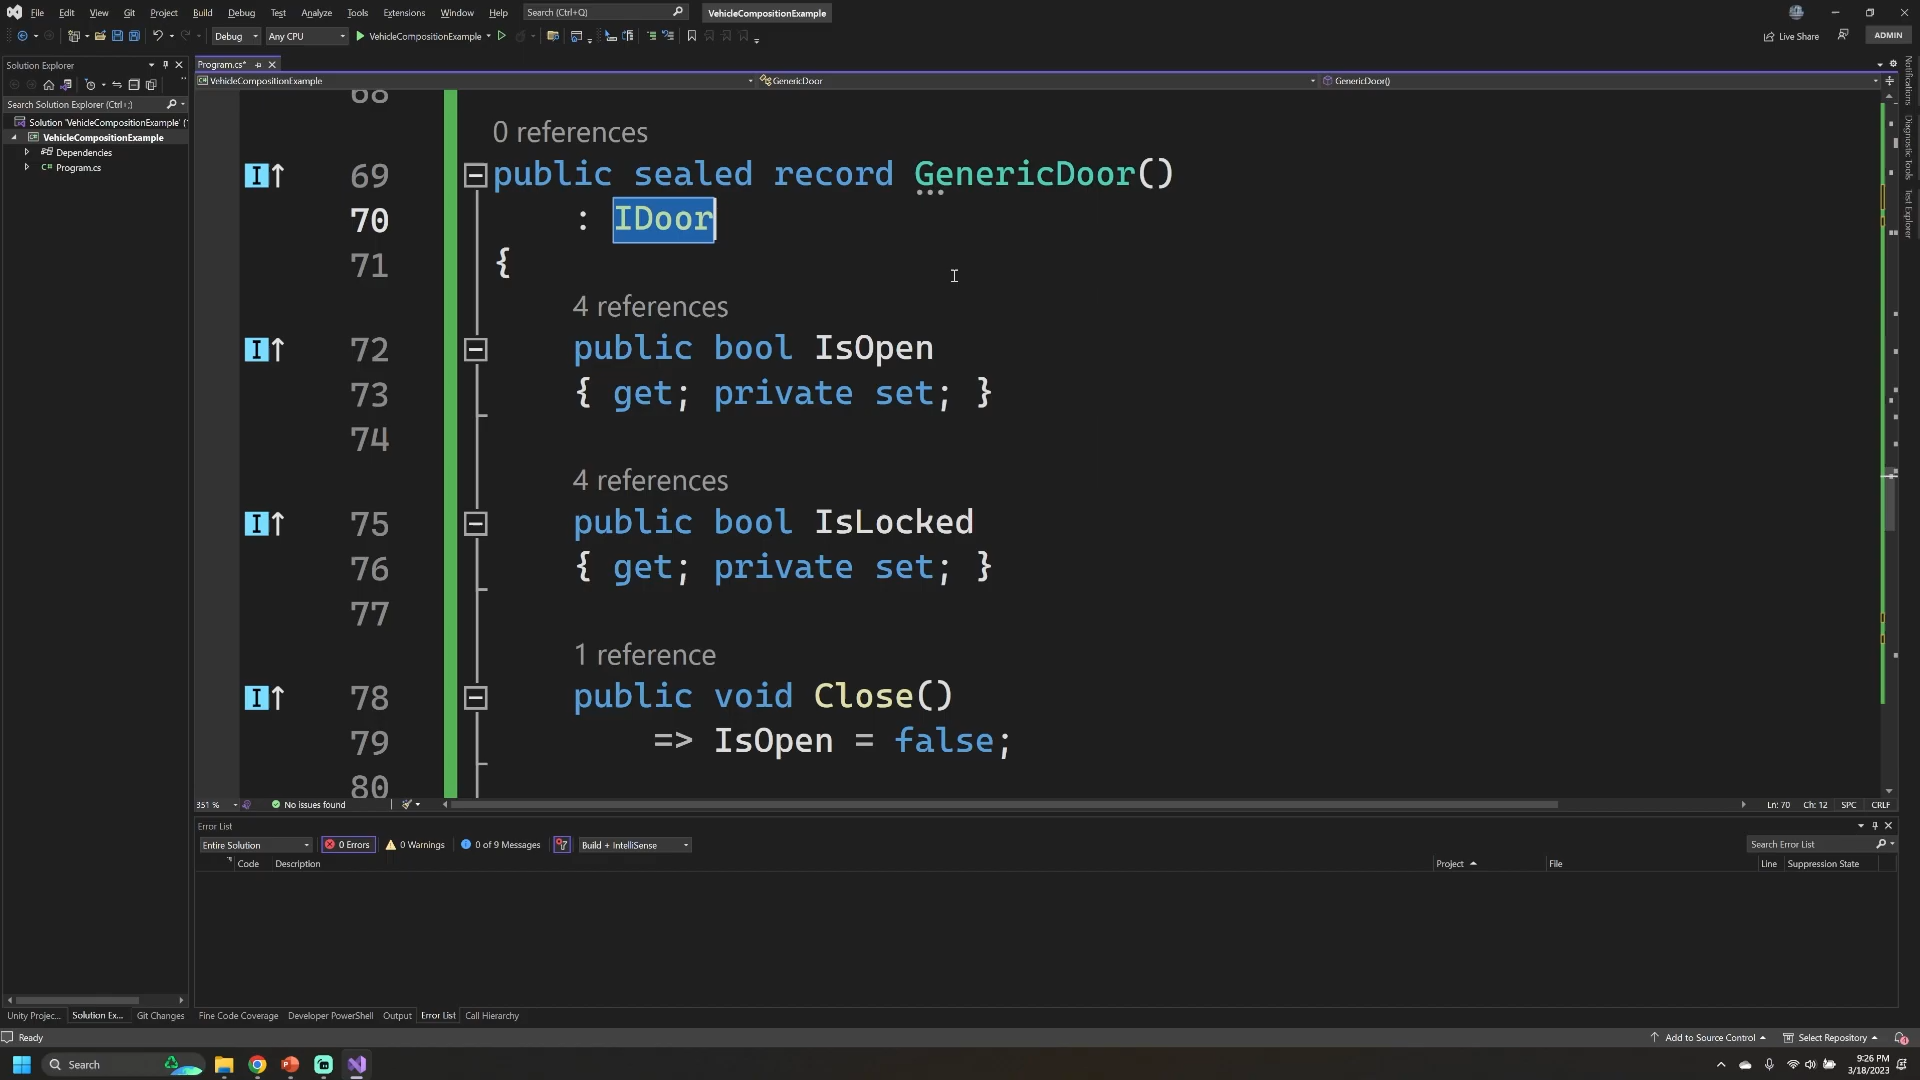 File Edit View Git Project Build Debug Test Analyze Tools Extensions Window Help Search (Ctrl+Q) VehicleCompositionExample
Debug Any CPU VehicleCompositionExample Live Share ADMIN
Solution Explorer
Program.cs*
VehicleCompositionExample GenericDoor GenericDoor()
Search Solution Explorer (Ctrl+;)
Solution 'VehicleCompositionExample' (
VehicleCompositionExample
Dependencies
C# Program.cs
68
0 references
69 public sealed record GenericDoor()
70 : IDoor
71 {
4 references
72 public bool IsOpen
73 { get; private set; }
74
4 references
75 public bool IsLocked
76 { get; private set; }
77
1 reference
78 public void Close()
79 => IsOpen = false;
80
351 % No issues found Ln: 70 Ch: 12 SPC CRLF
Error List
Entire Solution 0 Errors 0 Warnings 0 of 9 Messages Build + IntelliSense Search Error List
Code Description Project File Line Suppression State
Unity Projec... Solution Ex... Git Changes Fine Code Coverage Developer PowerShell Output Error List Call Hierarchy
Ready Add to Source Control Select Repository
Search 9:26 PM
3/18/2023
Notifications
Diagnostic Tools
Test Explorer